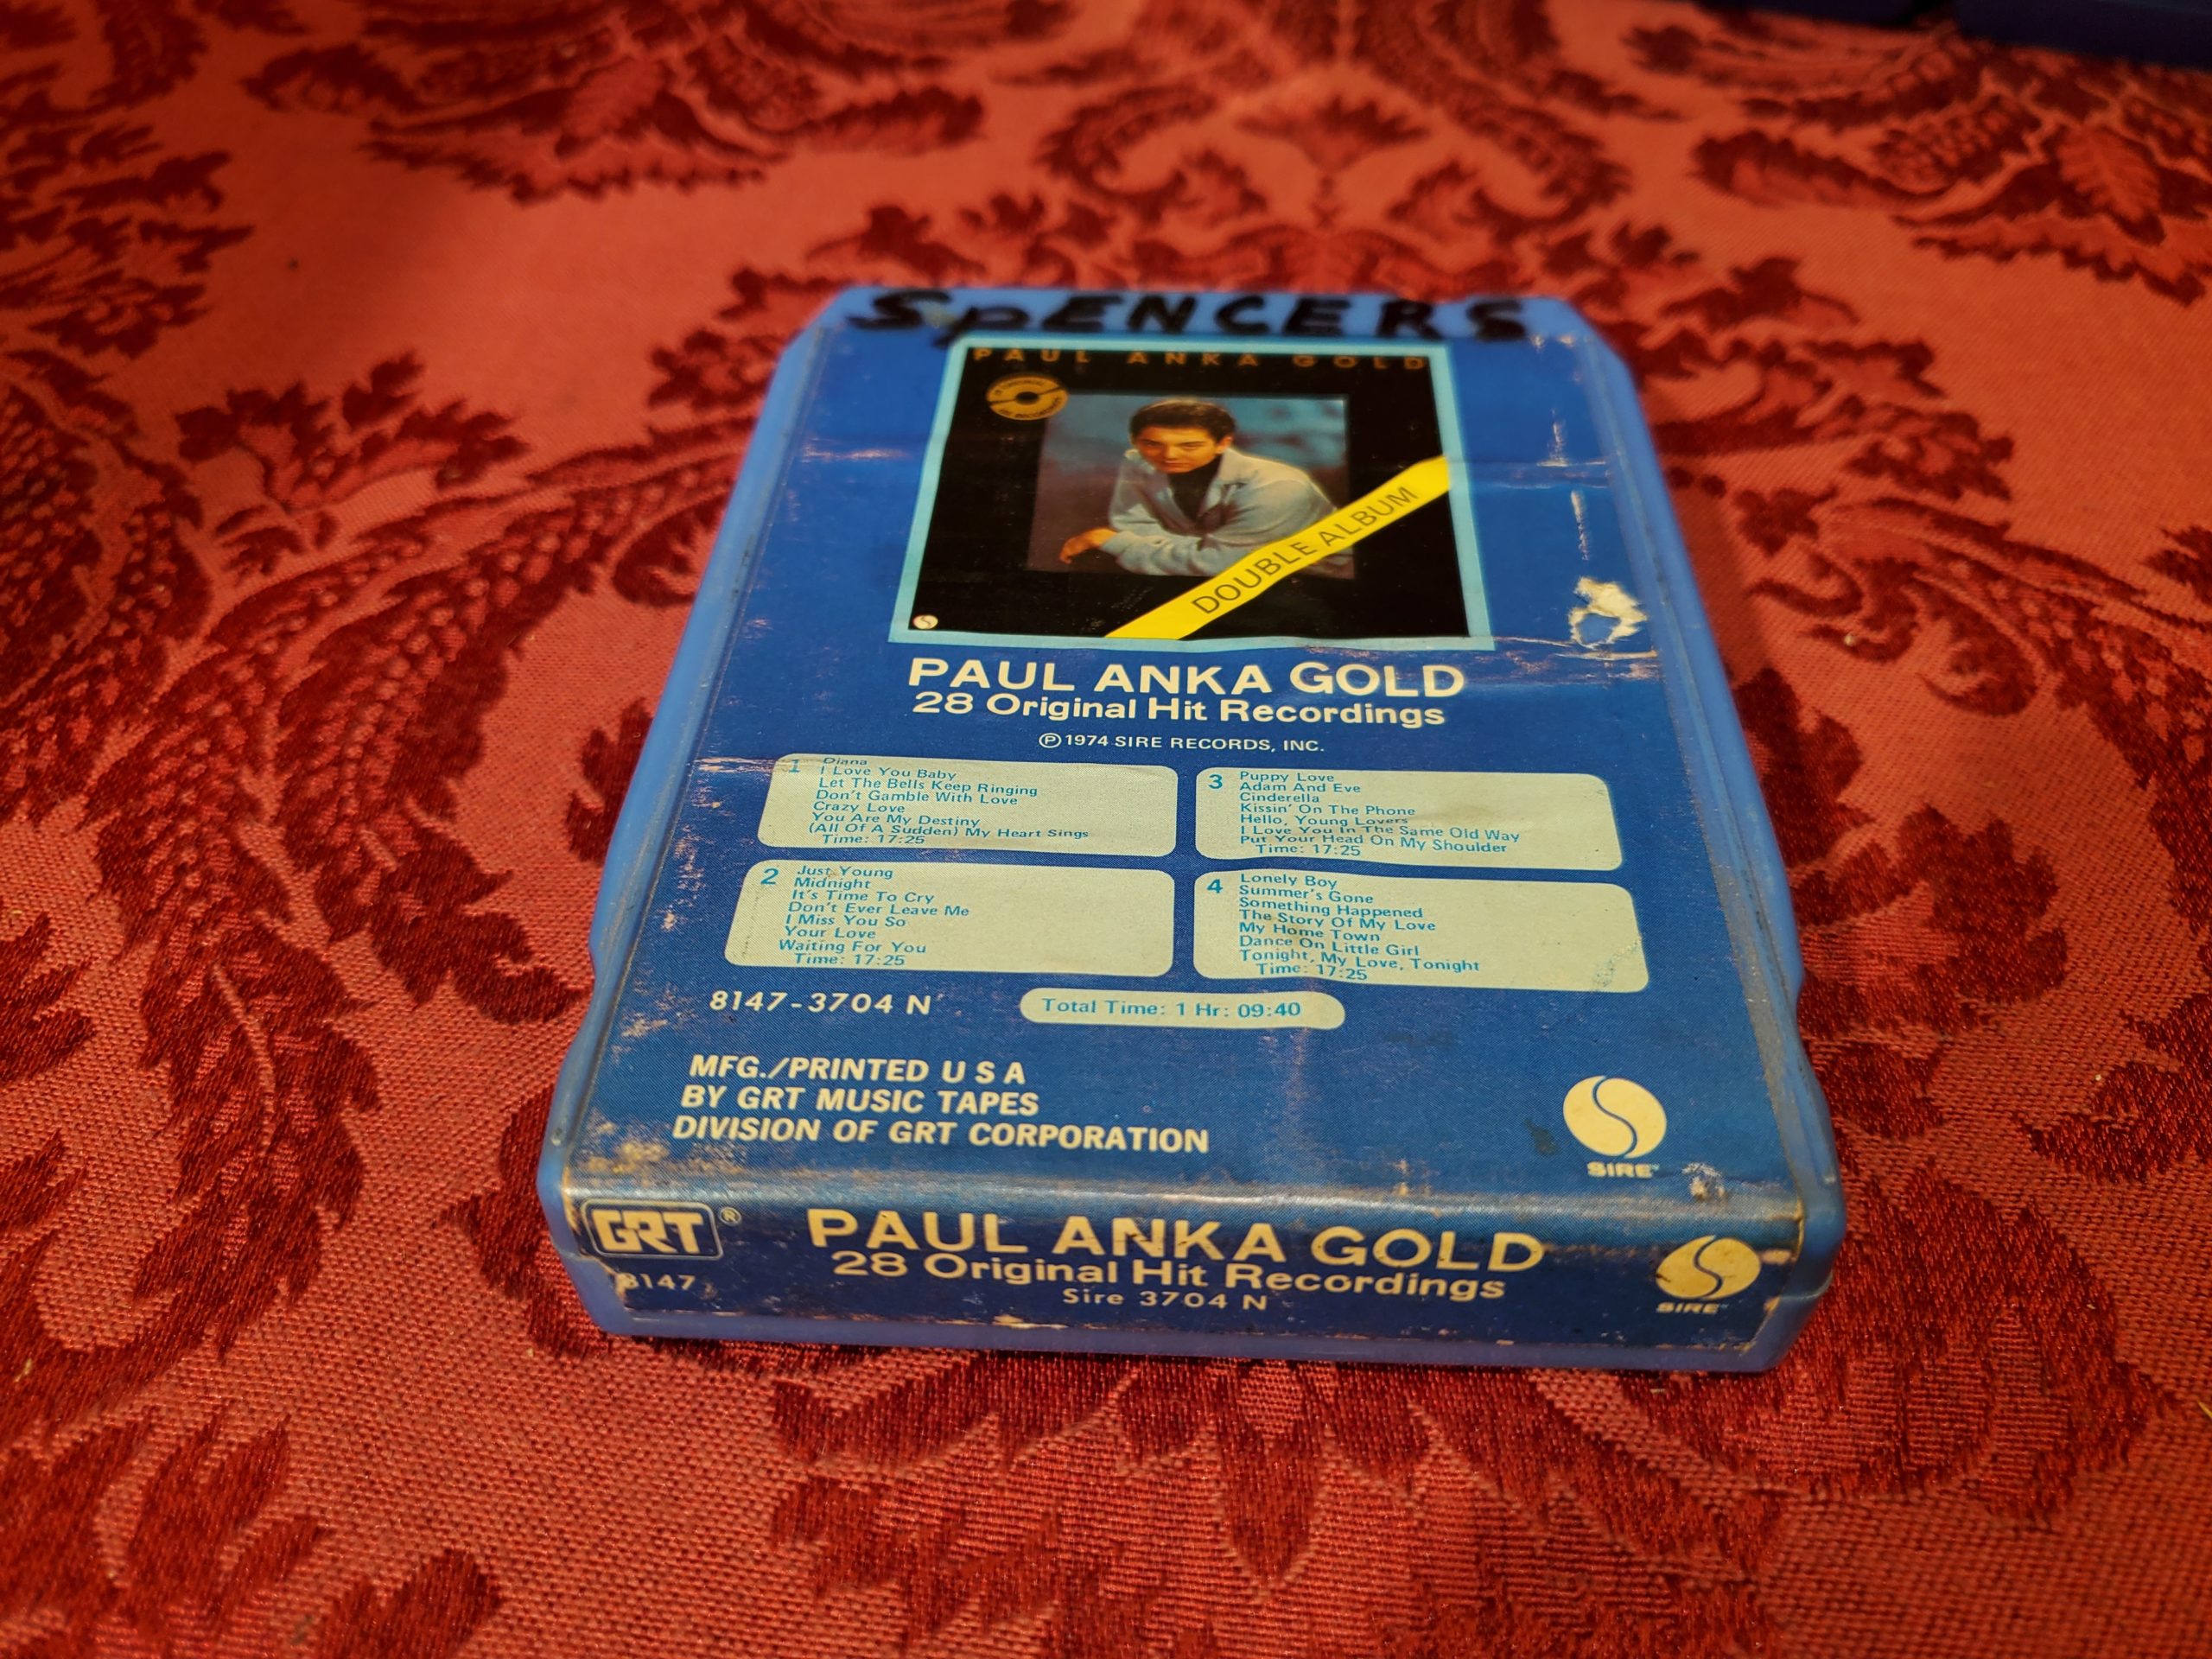 SpENCERS
PAUL ANKA GOLD
DOUBLE ALBUM
PAUL ANKA GOLD
28 Original Hit Recordings
Ⓟ1974 SIRE RECORDS, INC.
1
Diana
I Love You Baby
Let The Bells Keep Ringing
Don't Gamble With Love
Crazy Love
You Are My Destiny
(All Of A Sudden) My Heart Sings
Time: 17:25
2
Just Young
Midnight
It's Time To Cry
Don't Ever Leave Me
I Miss You So
Your Love
Waiting For You
Time: 17:25
3
Puppy Love
Adam And Eve
Cinderella
Kissin' On The Phone
Hello, Young Lovers
I Love You In The Same Old Way
Put Your Head On My Shoulder
Time: 17:25
4
Lonely Boy
Summer's Gone
Something Happened
The Story Of My Love
My Home Town
Dance On Little Girl
Tonight, My Love, Tonight
Time: 17:25
8147-3704 N
Total Time: 1 Hr: 09:40
MFG./PRINTED U S A
BY GRT MUSIC TAPES
DIVISION OF GRT CORPORATION
SIRE
GRT®
8147
PAUL ANKA GOLD
28 Original Hit Recordings
Sire 3704 N
SIRE